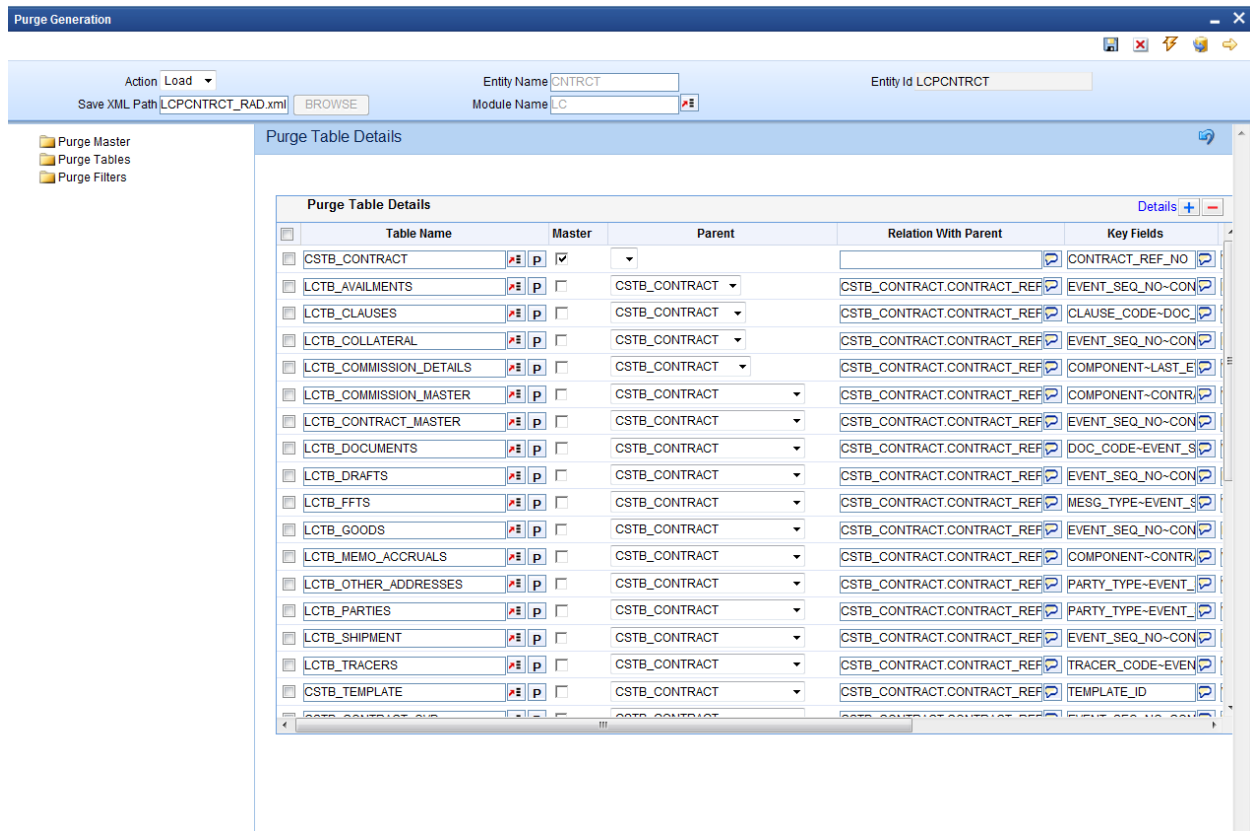 Purge Generation
Action Load Entity Name CNTRCT Entity Id LCPCNTRCT
Save XML Path LCPCNTRCT_RAD.xml BROWSE Module Name LC
Purge Master
Purge Tables
Purge Filters
Purge Table Details
Purge Table Details Details
Table Name Master Parent Relation With Parent Key Fields
CSTB_CONTRACT P CONTRACT_REF_NO
LCTB_AVAILMENTS P CSTB_CONTRACT CSTB_CONTRACT.CONTRACT_REF EVENT_SEQ_NO~CON
LCTB_CLAUSES P CSTB_CONTRACT CSTB_CONTRACT.CONTRACT_REF CLAUSE_CODE~DOC_
LCTB_COLLATERAL P CSTB_CONTRACT CSTB_CONTRACT.CONTRACT_REF EVENT_SEQ_NO~CON
LCTB_COMMISSION_DETAILS P CSTB_CONTRACT CSTB_CONTRACT.CONTRACT_REF COMPONENT~LAST_E
LCTB_COMMISSION_MASTER P CSTB_CONTRACT CSTB_CONTRACT.CONTRACT_REF COMPONENT~CONTRA
LCTB_CONTRACT_MASTER P CSTB_CONTRACT CSTB_CONTRACT.CONTRACT_REF EVENT_SEQ_NO~CON
LCTB_DOCUMENTS P CSTB_CONTRACT CSTB_CONTRACT.CONTRACT_REF DOC_CODE~EVENT_S
LCTB_DRAFTS P CSTB_CONTRACT CSTB_CONTRACT.CONTRACT_REF EVENT_SEQ_NO~CON
LCTB_FFTS P CSTB_CONTRACT CSTB_CONTRACT.CONTRACT_REF MESG_TYPE~EVENT_S
LCTB_GOODS P CSTB_CONTRACT CSTB_CONTRACT.CONTRACT_REF EVENT_SEQ_NO~CON
LCTB_MEMO_ACCRUALS P CSTB_CONTRACT CSTB_CONTRACT.CONTRACT_REF COMPONENT~CONTRA
LCTB_OTHER_ADDRESSES P CSTB_CONTRACT CSTB_CONTRACT.CONTRACT_REF PARTY_TYPE~EVENT_
LCTB_PARTIES P CSTB_CONTRACT CSTB_CONTRACT.CONTRACT_REF PARTY_TYPE~EVENT_
LCTB_SHIPMENT P CSTB_CONTRACT CSTB_CONTRACT.CONTRACT_REF EVENT_SEQ_NO~CON
LCTB_TRACERS P CSTB_CONTRACT CSTB_CONTRACT.CONTRACT_REF TRACER_CODE~EVEN
CSTB_TEMPLATE P CSTB_CONTRACT CSTB_CONTRACT.CONTRACT_REF TEMPLATE_ID